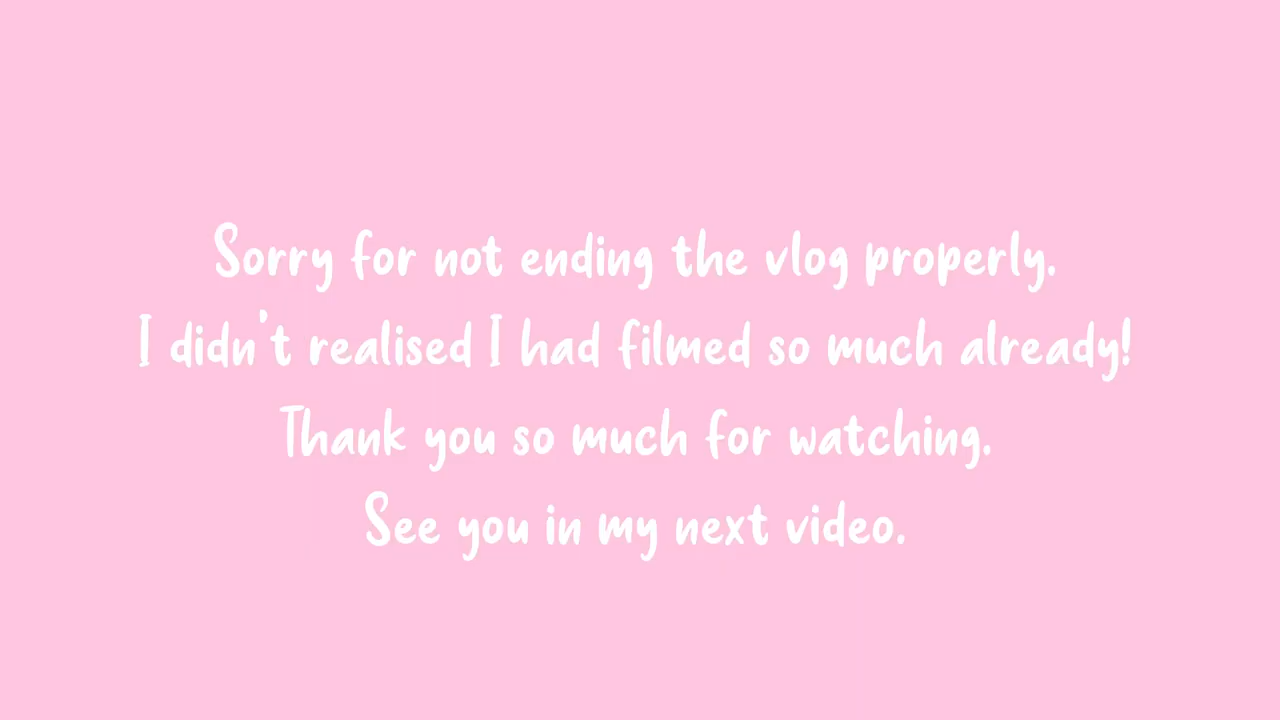 Sorry for not ending the vlog properly.
I didn't realised I had filmed so much already!
Thank you so much for watching.
See you in my next video.